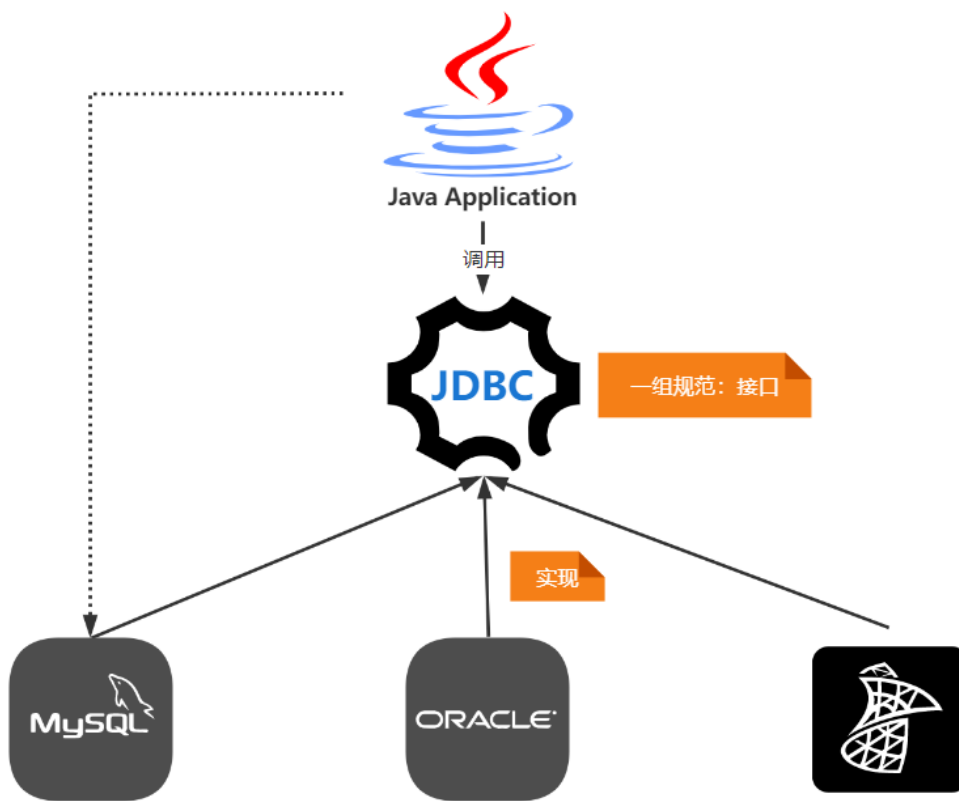 Java Application
调用
JDBC
一组规范：接口
实现
MySQL
ORACLE